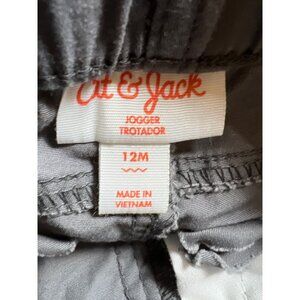 Cat & Jack
JOGGER
TROTADOR
12M
MADE IN
VIETNAM